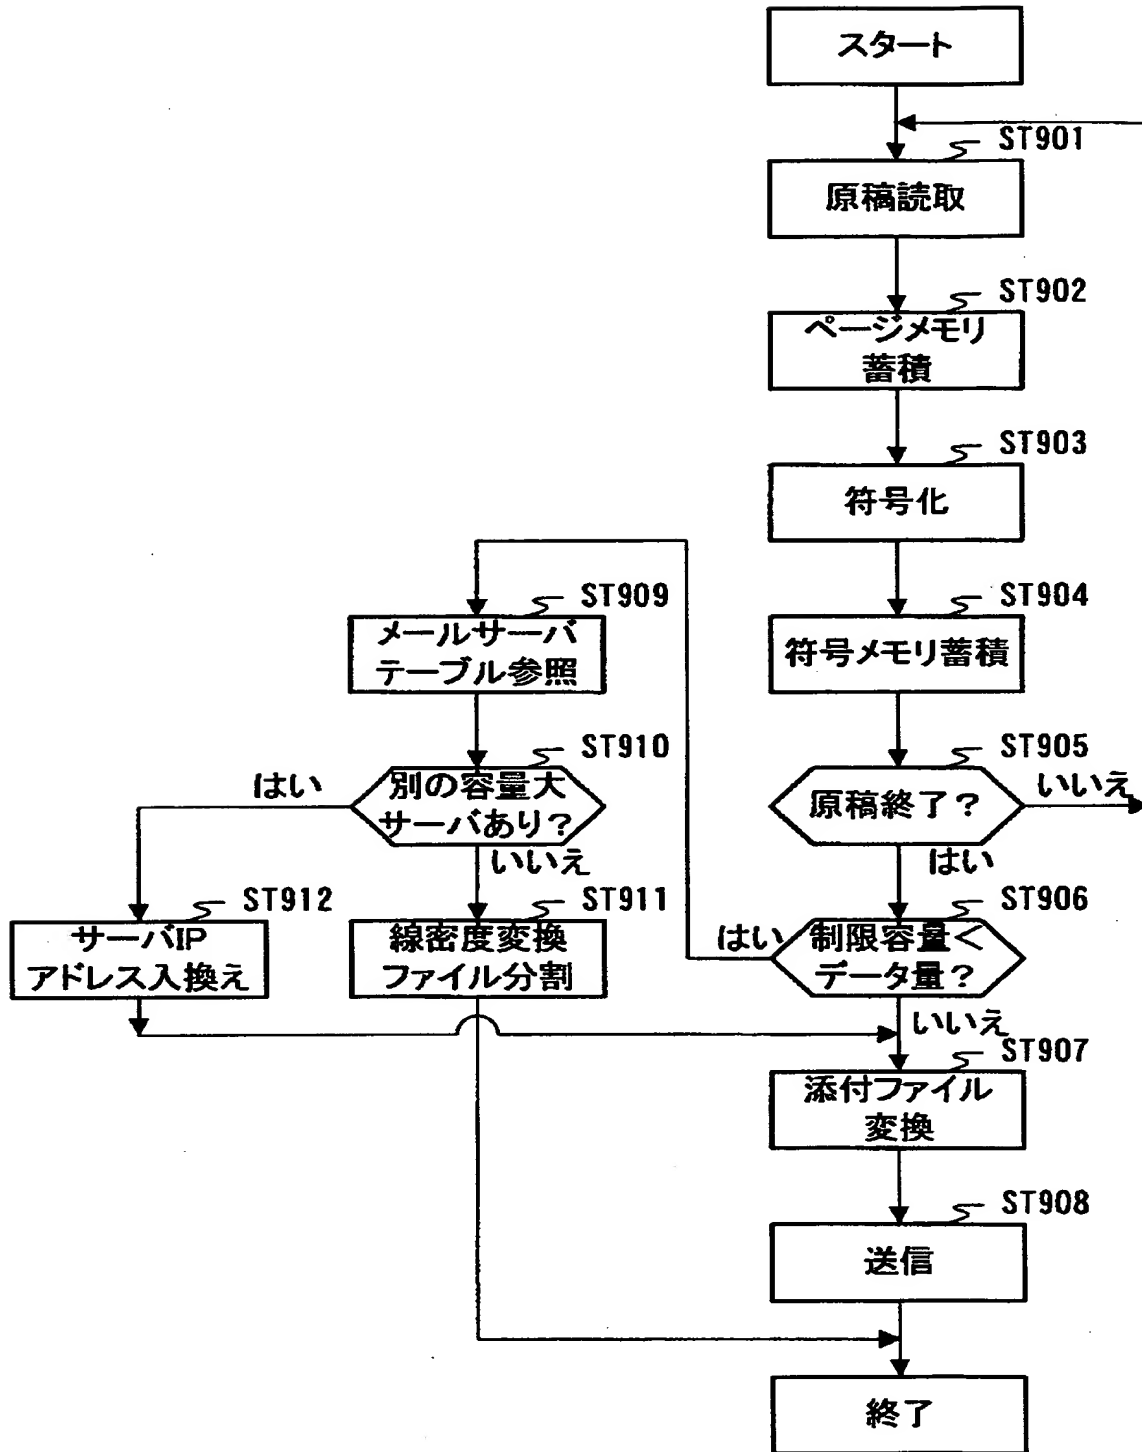 スタート
ST901
原稿読取
ST902
ページメモリ
蓄積
ST903
符号化
ST904
符号メモリ蓄積
ST905
原稿終了?
いいえ
はい
ST906
制限容量<
データ量?
はい
いいえ
ST907
添付ファイル
変換
ST908
送信
終了
ST909
メールサーバ
テーブル参照
ST910
別の容量大
サーバあり?
はい
いいえ
ST911
線密度変換
ファイル分割
ST912
サーバIP
アドレス入換え